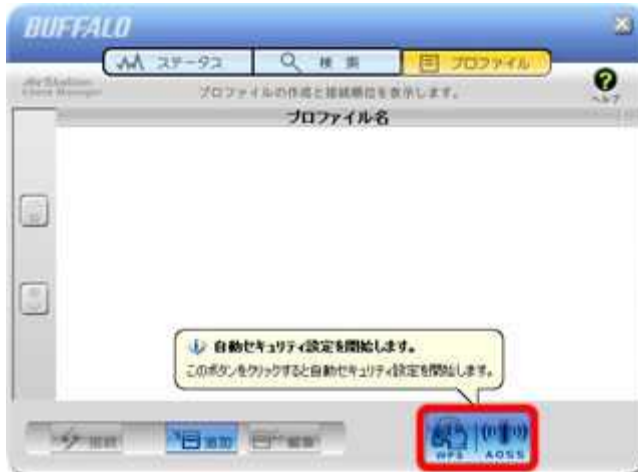 BUFFALO
ステータス
検 索
プロファイル
AirStation
Client Manager
プロファイルの作成と接続順位を表示します。
ヘルプ
プロファイル名
自動セキュリティ設定を開始します。
このボタンをクリックすると自動セキュリティ設定を開始します。
接続
追加
編集
WPS
AOSS